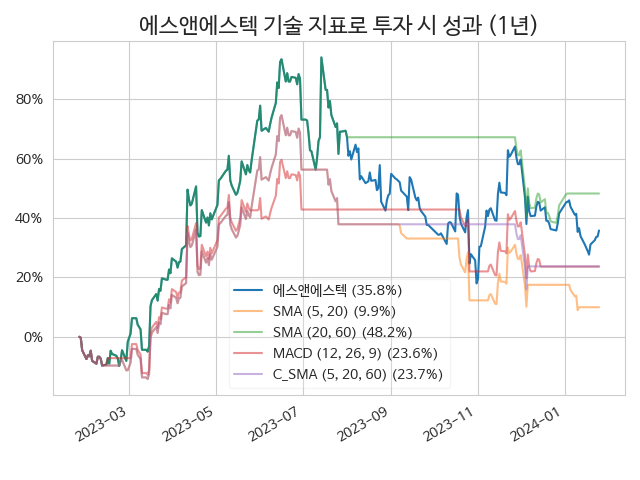 에스앤에스텍 기술 지표로 투자 시 성과 (1년)
80%
60%
40%
20%
0%
에스앤에스텍 (35.8%)
SMA (5, 20) (9.9%)
SMA (20, 60) (48.2%)
MACD (12, 26, 9) (23.6%)
C_SMA (5, 20, 60) (23.7%)
2023-03
2023-05
2023-07
2023-09
2023-11
2024-01